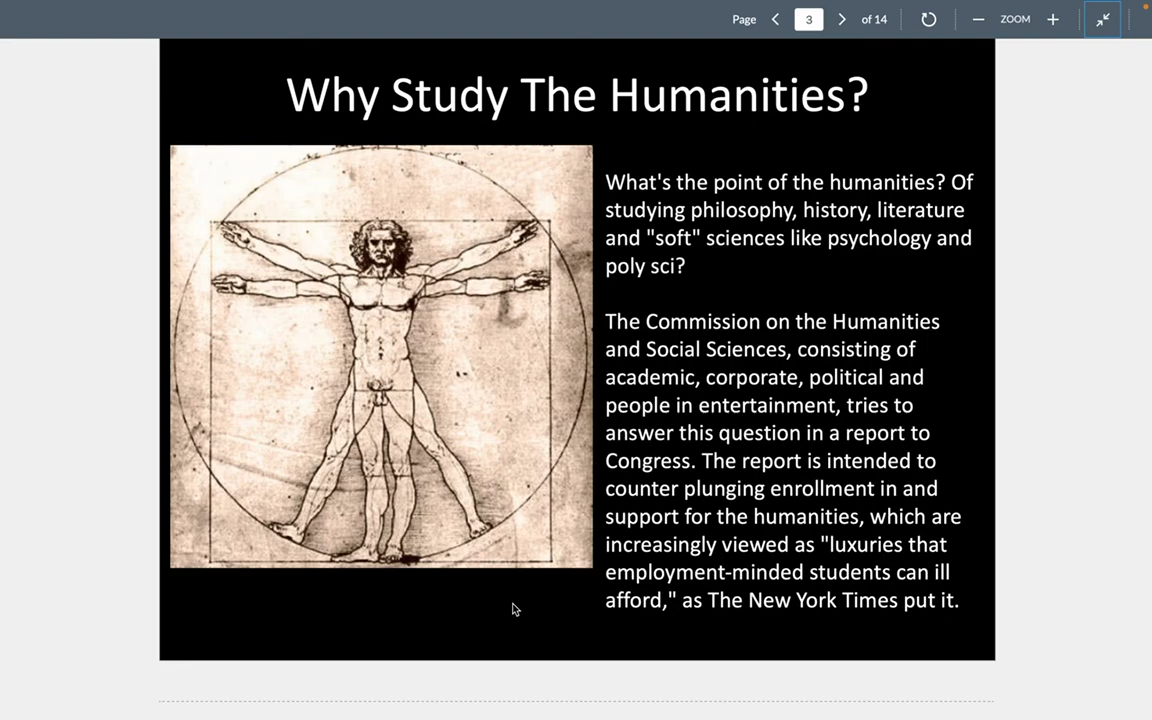 Page 3 of 14 ZOOM
Why Study The Humanities?
What's the point of the humanities? Of
studying philosophy, history, literature
and "soft" sciences like psychology and
poly sci?
The Commission on the Humanities
and Social Sciences, consisting of
academic, corporate, political and
people in entertainment, tries to
answer this question in a report to
Congress. The report is intended to
counter plunging enrollment in and
support for the humanities, which are
increasingly viewed as "luxuries that
employment-minded students can ill
afford," as The New York Times put it.